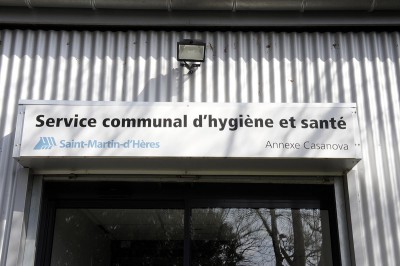 Service communal d'hygiène et santé
Saint-Martin-d'Hères Annexe Casanova